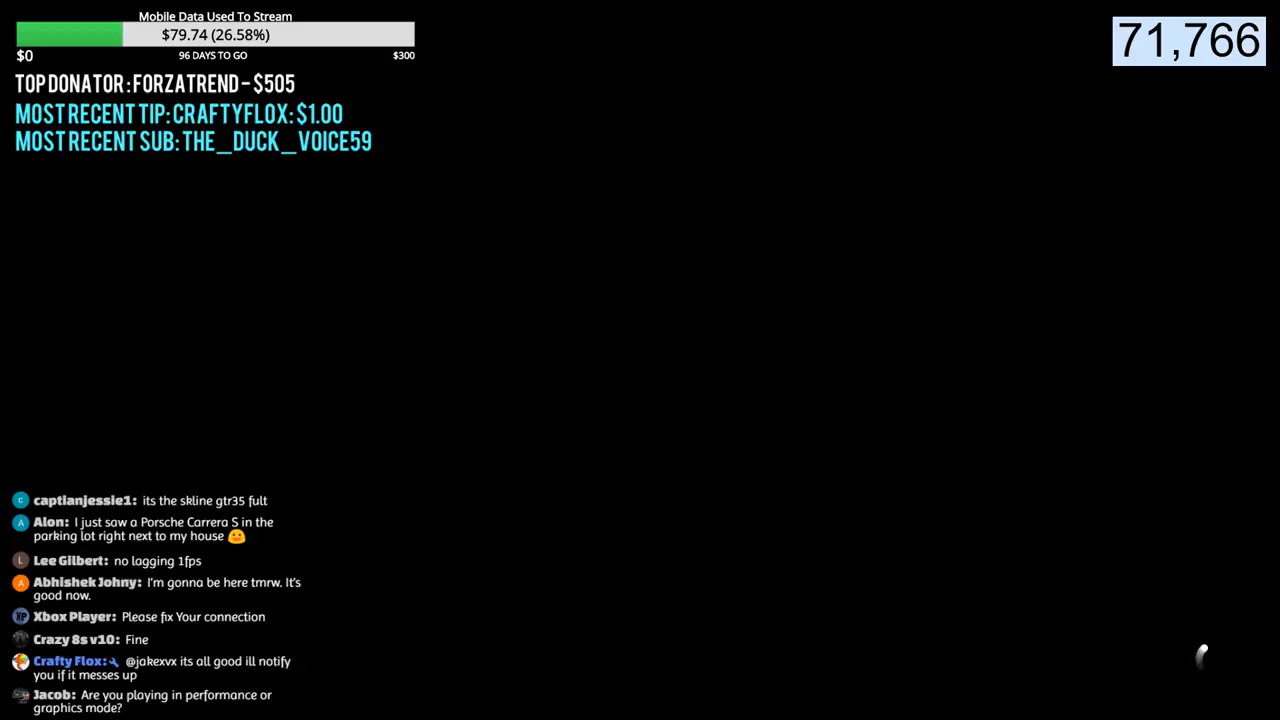 Mobile Data Used To Stream
$79.74 (26.58%)
$0 96 DAYS TO GO $300
TOP DONATOR : FORZATREND - $505
MOST RECENT TIP: CRAFTYFLOX: $1.00
MOST RECENT SUB: THE_DUCK_VOICE59
71,766
C captianjessie1: its the skline gtr35 fult
A Alon: I just saw a Porsche Carrera S in the
parking lot right next to my house
L Lee Gilbert: no lagging 1fps
A Abhishek Johny: I'm gonna be here tmrw. It's
good now.
XP Xbox Player: Please fix Your connection
Crazy 8s v10: Fine
Crafty Flox: @jakexvx its all good ill notify
you if it messes up
Jacob: Are you playing in performance or
graphics mode?